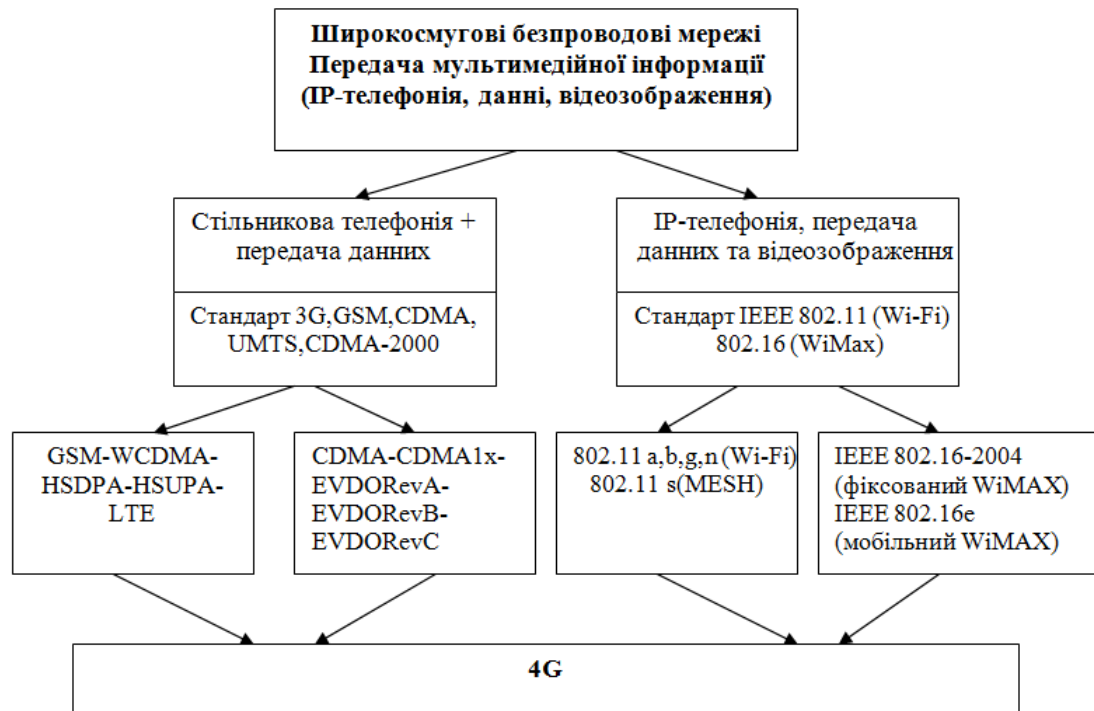 Широкосмугові безпроводові мережі
Передача мультимедійної інформації
(ІР-телефонія, данні, відеозображення)
Стільникова телефонія +
передача данних
Стандарт 3G,GSM,CDMA,
UMTS,CDMA-2000
ІР-телефонія, передача
данних та відеозображення
Стандарт IEEE 802.11 (Wi-Fi)
802.16 (WiMax)
GSM-WCDMA-
HSDPA-HSUPA-
LTE
CDMA-CDMA1x-
EVDORevA-
EVDORevB-
EVDORevC
802.11 a,b,g,n (Wi-Fi)
802.11 s(MESH)
IEEE 802.16-2004
(фіксований WiMAX)
IEEE 802.16e
(мобільний WiMAX)
4G